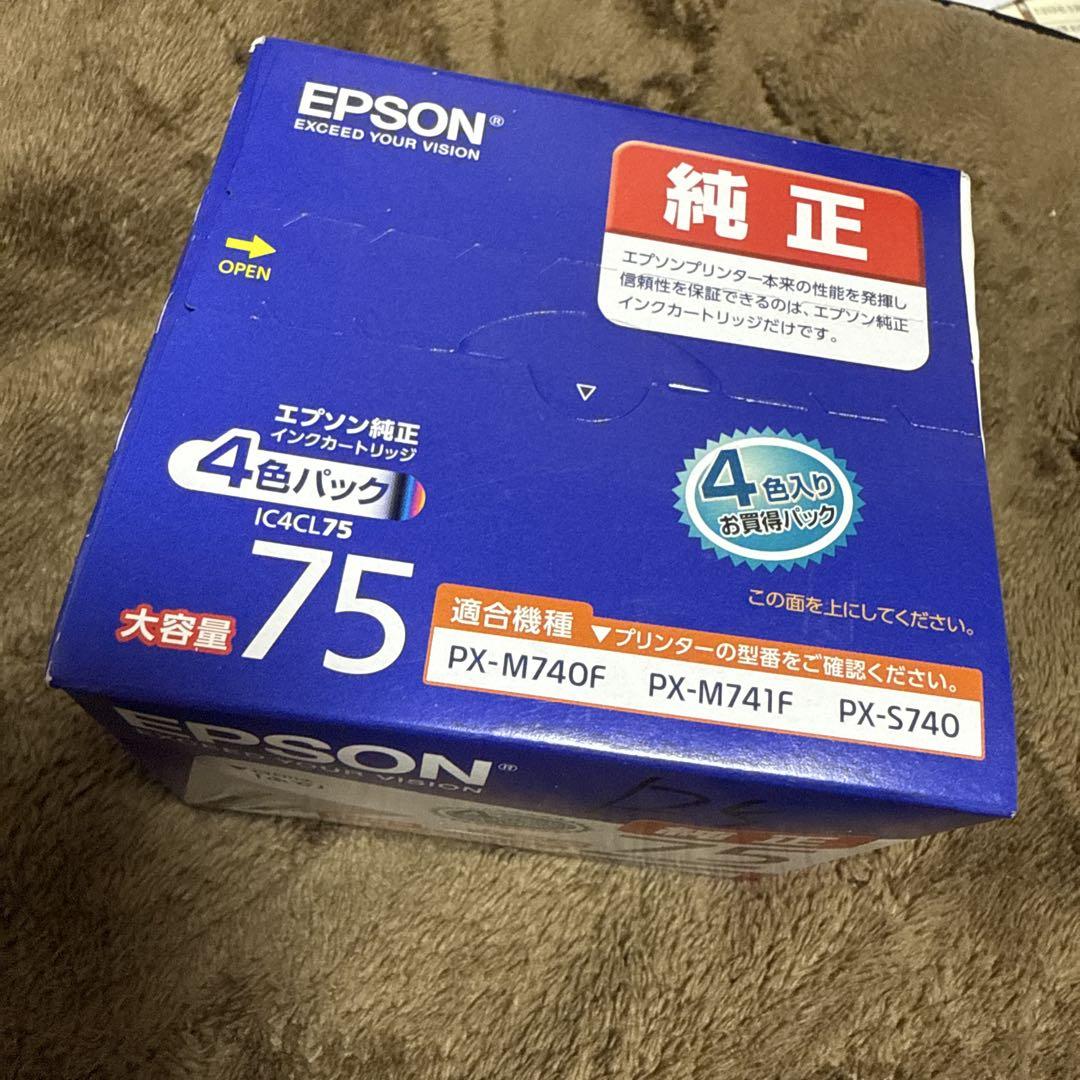 EPSON®
EXCEED YOUR VISION
純正
エプソンプリンター本来の性能を発揮し
信頼性を保証できるのは、エプソン純正
インクカートリッジだけです。
OPEN
エプソン純正
インクカートリッジ
4色パック
IC4CL75
大容量
75
4色入り
お買得パック
この面を上にしてください。
適合機種
▼プリンターの型番をご確認ください。
PX-M740F PX-M741F PX-S740
EPSON®
EXCEED YOUR VISION
純正
75